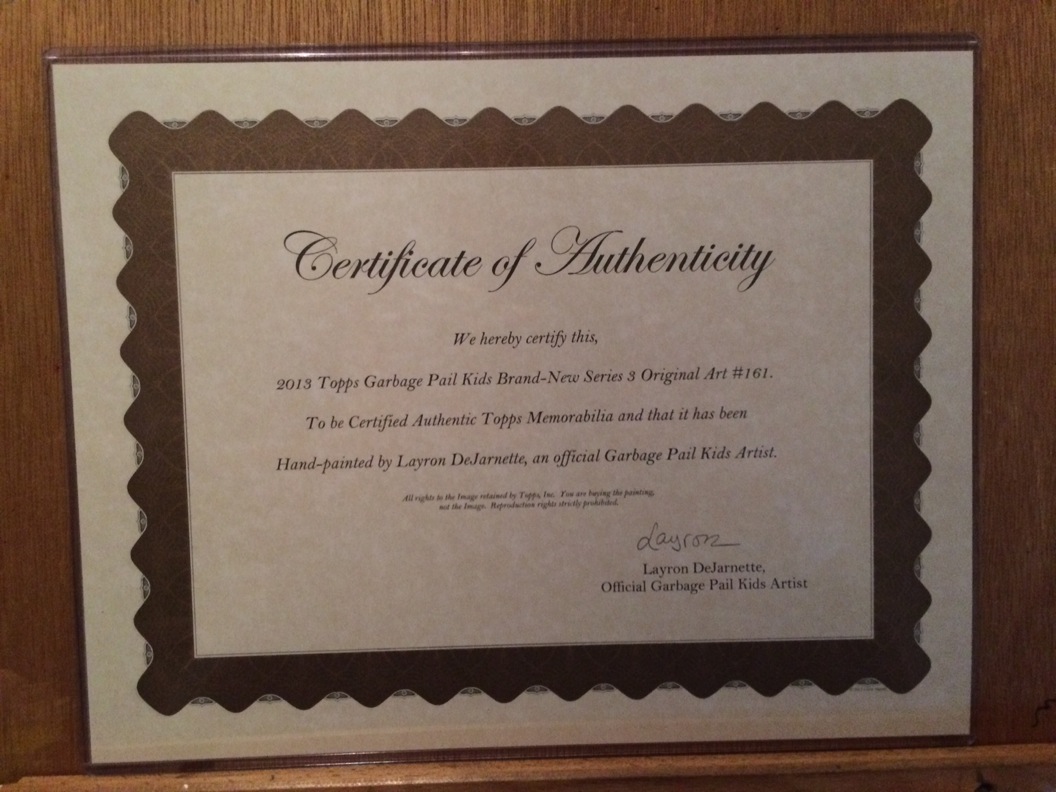 Certificate of Authenticity
We hereby certify this,
2013 Topps Garbage Pail Kids Brand-New Series 3 Original Art #161.
To be Certified Authentic Topps Memorabilia and that it has been
Hand-painted by Layron DeJarnette, an official Garbage Pail Kids Artist.
All rights to the Image retained by Topps, Inc. You are buying the painting,
not the Image. Reproduction rights strictly prohibited.
Layron
Layron DeJarnette,
Official Garbage Pail Kids Artist